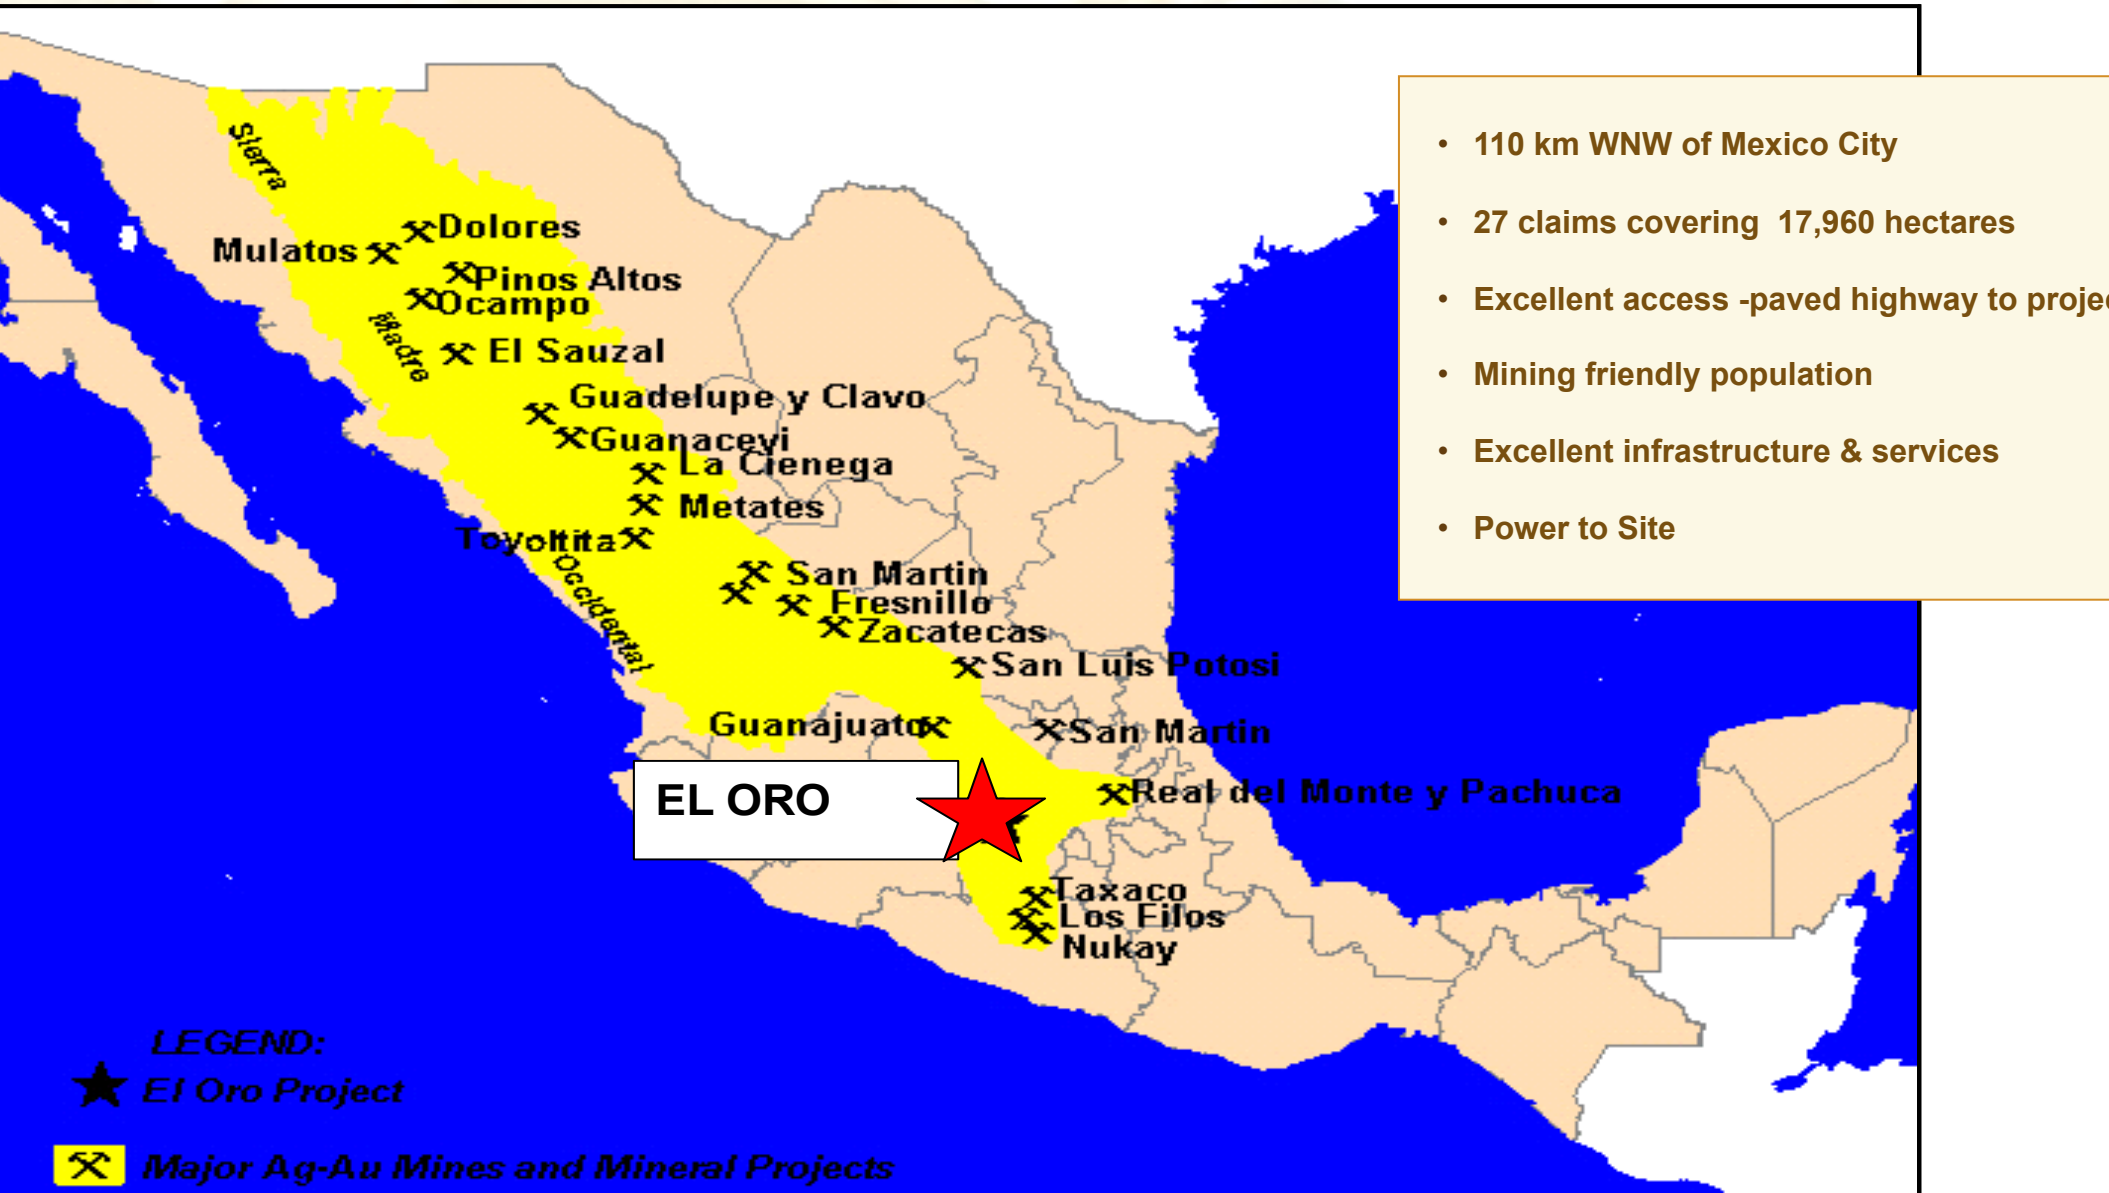 • 110 km WNW of Mexico City
• 27 claims covering  17,960 hectares
• Excellent access -paved highway to projec
• Mining friendly population
• Excellent infrastructure & services
• Power to Site
Sierra
Madre
Occidental
Dolores
Mulatos
Pinos Altos
Ocampo
El Sauzal
Guadelupe y Clavo
Guanacevi
La Cienega
Metates
Toyoltita
San Martin
Fresnillo
Zacatecas
San Luis Potosi
Guanajuato
San Martin
Real del Monte y Pachuca
EL ORO
Taxaco
Los Filos
Nukay
LEGEND:
El Oro Project
Major Ag-Au Mines and Mineral Projects